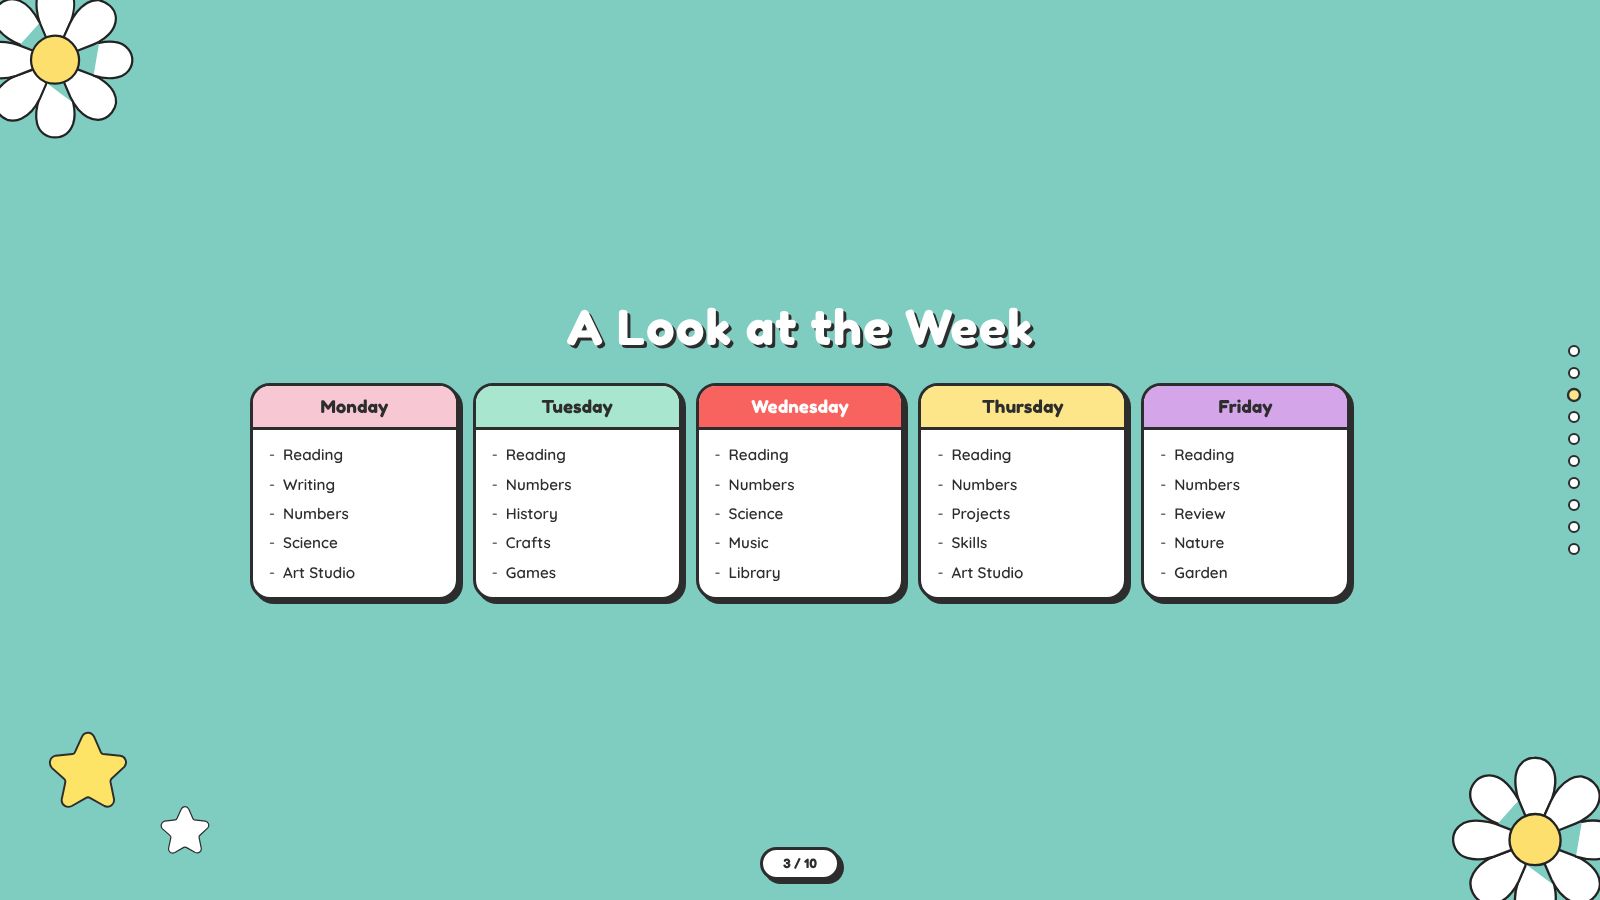 A Look at the Week
Monday
- Reading
- Writing
- Numbers
- Science
- Art Studio
Tuesday
- Reading
- Numbers
- History
- Crafts
- Games
Wednesday
- Reading
- Numbers
- Science
- Music
- Library
Thursday
- Reading
- Numbers
- Projects
- Skills
- Art Studio
Friday
- Reading
- Numbers
- Review
- Nature
- Garden
3 / 10